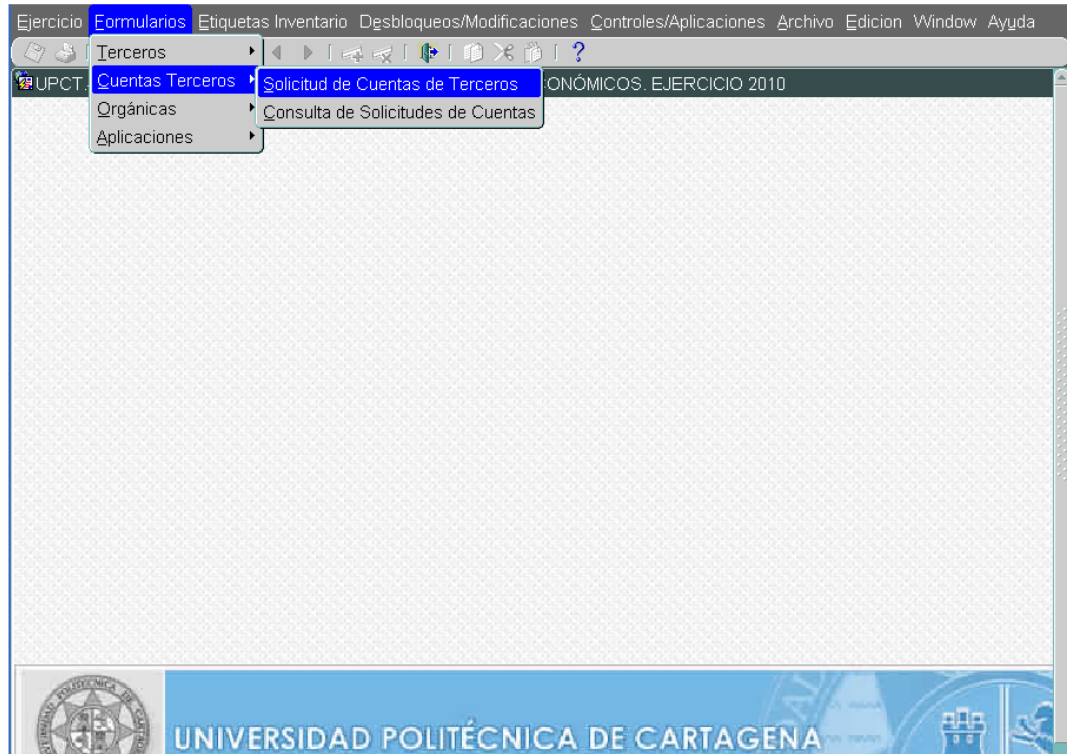 Ejercicio Formularios Etiquetas Inventario Desbloqueos/Modificaciones Controles/Aplicaciones Archivo Edicion Window Ayuda
Terceros
?
UPCT. ONÓMICOS. EJERCICIO 2010
Cuentas Terceros
Solicitud de Cuentas de Terceros
Orgánicas
Consulta de Solicitudes de Cuentas
Aplicaciones
UNIVERSIDAD POLITÉCNICA DE CARTAGENA